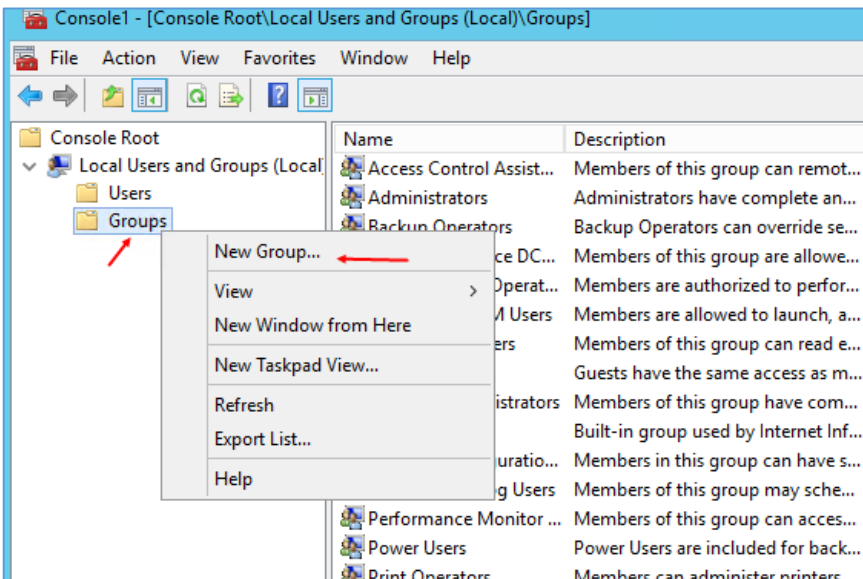 Console1 - [Console Root\Local Users and Groups (Local)\Groups]
File Action View Favorites Window Help
Console Root
Local Users and Groups (Local
Users
Groups
New Group...
View
New Window from Here
New Taskpad View...
Refresh
Export List...
Help
Name Description
Access Control Assist... Members of this group can remot...
Administrators Administrators have complete an...
Backup Operators Backup Operators can override se...
ce DC... Members of this group are allowe...
Operat... Members are authorized to perfor...
M Users Members are allowed to launch, a...
ers Members of this group can read e...
Guests have the same access as m...
istrators Members of this group have com...
Built-in group used by Internet Inf...
uratio... Members in this group can have s...
g Users Members of this group may sche...
Performance Monitor ... Members of this group can acces...
Power Users Power Users are included for back...
Print Operators Members can administer printers